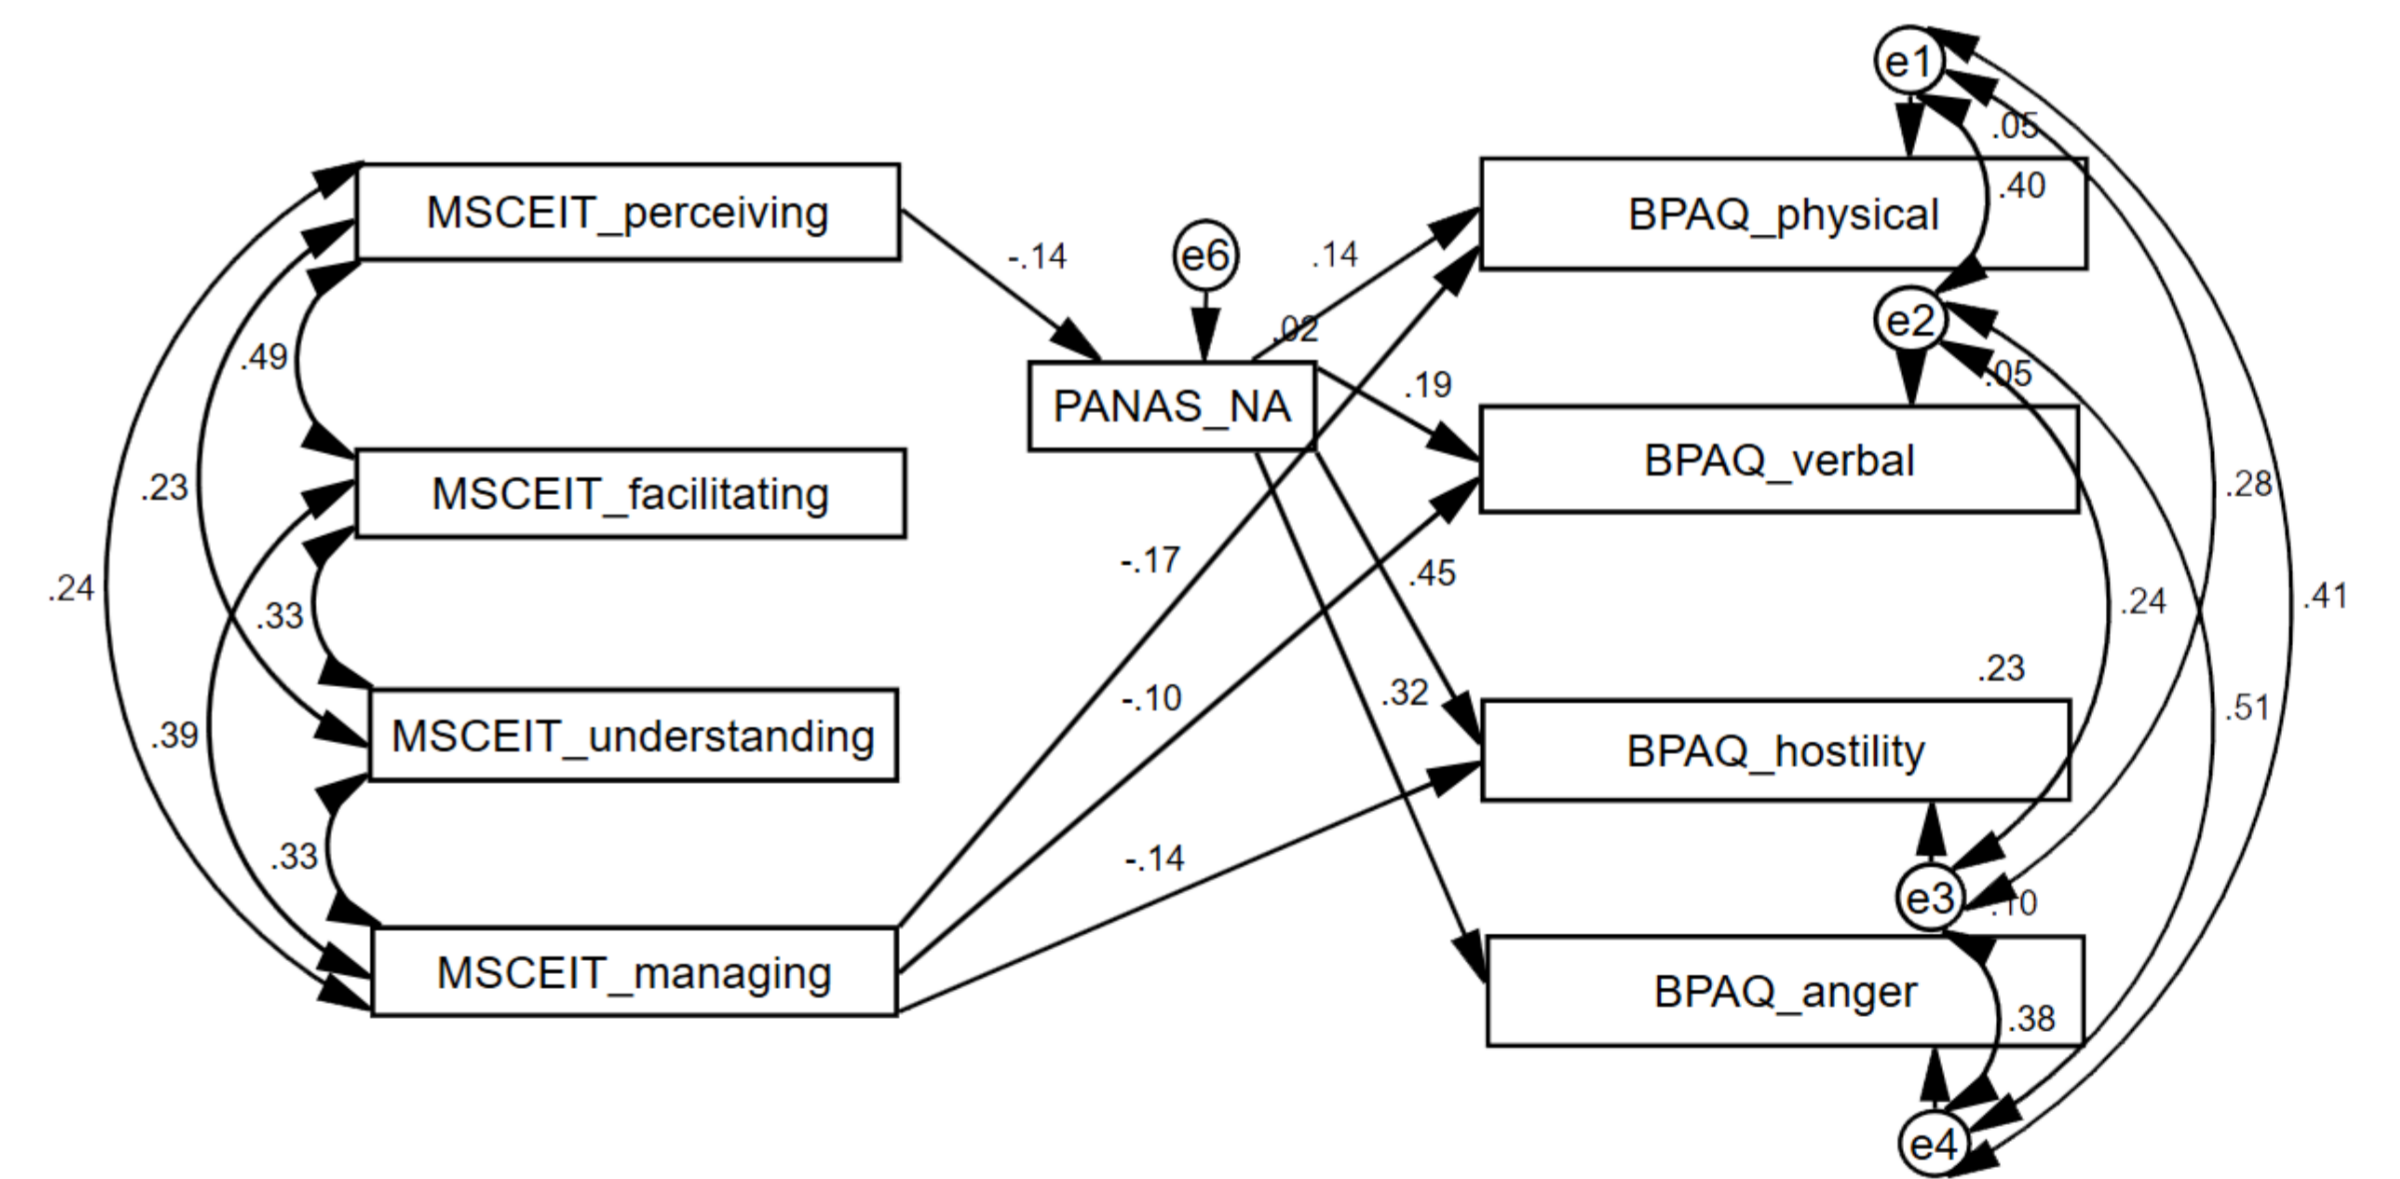 e1
.05
MSCEIT_perceiving
-.14
e6
.14
BPAQ_physical
.40
.02
e2
.49
PANAS_NA
.19
.05
MSCEIT_facilitating
BPAQ_verbal
.23
.28
-.17
.45
.24
.33
.24
.41
MSCEIT_understanding
-.10
.32
.23
.39
BPAQ_hostility
.51
.33
-.14
e3
.10
MSCEIT_managing
BPAQ_anger
.38
e4